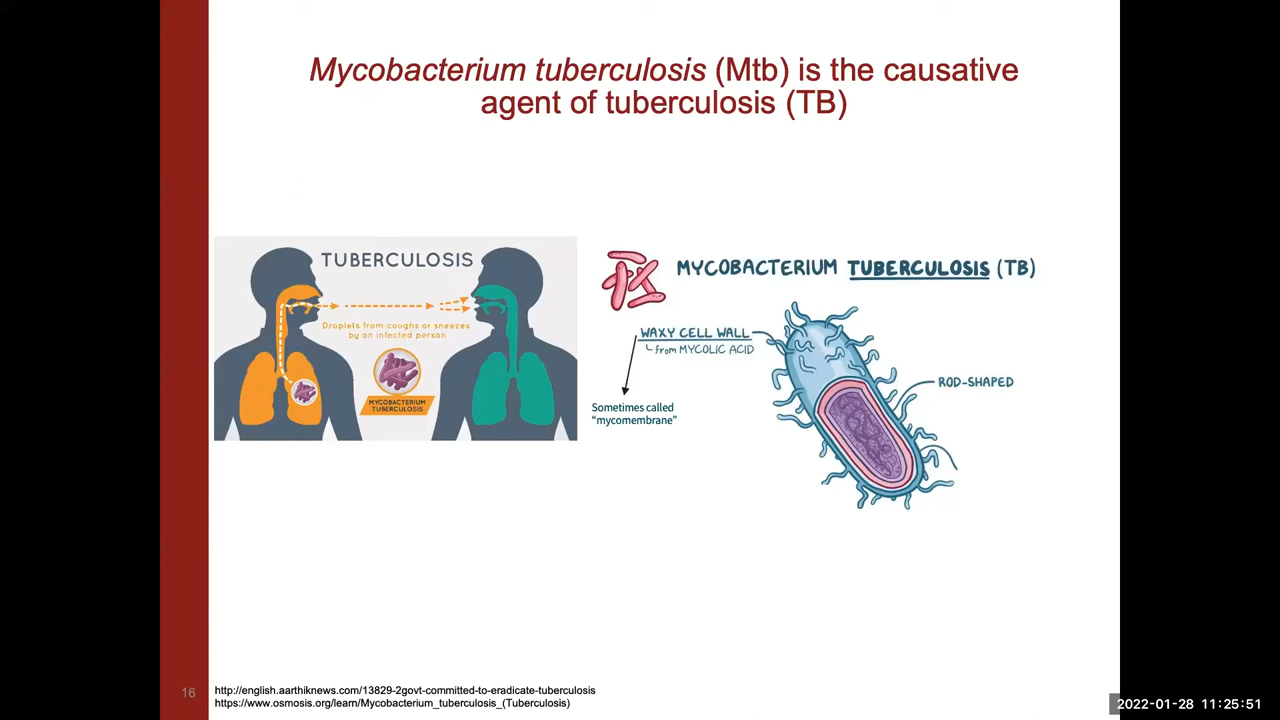 Mycobacterium tuberculosis (Mtb) is the causative
agent of tuberculosis (TB)
TUBERCULOSIS
Droplets from coughs or sneezes
by an infected person
MYCOBACTERIUM
TUBERCULOSIS
MYCOBACTERIUM TUBERCULOSIS (TB)
WAXY CELL WALL
from MYCOLIC ACID
ROD-SHAPED
Sometimes called
"mycomembrane"
16
http://english.aarthiknews.com/13829-2govt-committed-to-eradicate-tuberculosis
https://www.osmosis.org/learn/Mycobacterium_tuberculosis_(Tuberculosis)
2022-01-28 11:25:51